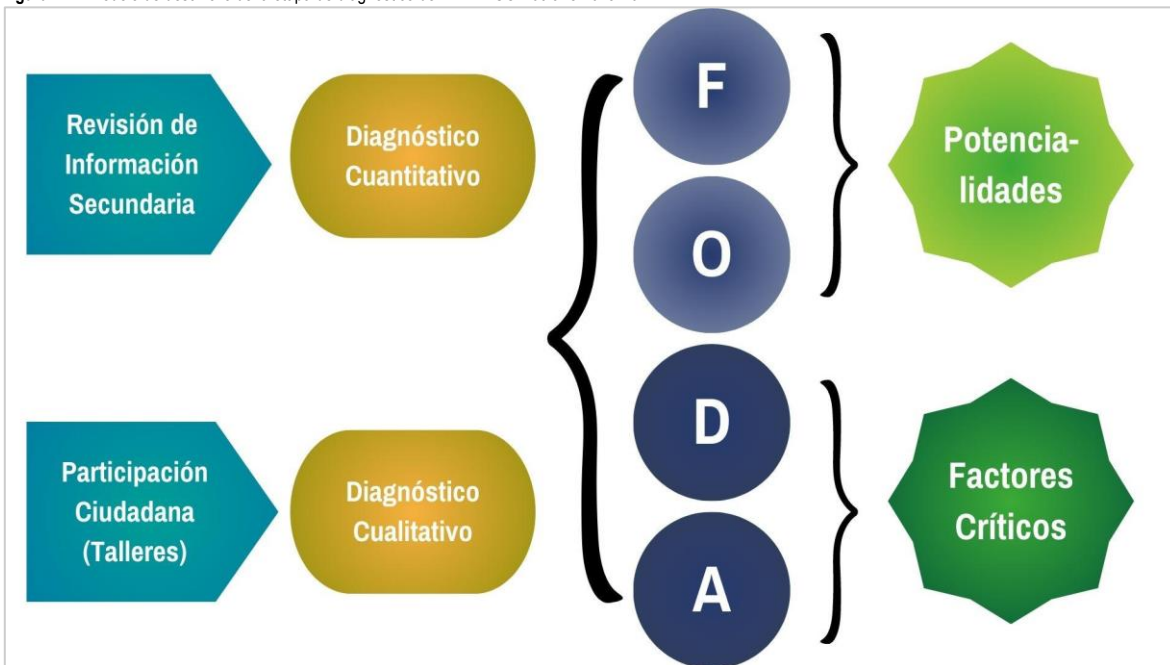 Revisión de
Información
Secundaria
Diagnóstico
Cuantitativo
F
O
D
A
Potencia-
lidades
Participación
Ciudadana
(Talleres)
Diagnóstico
Cualitativo
Factores
Críticos